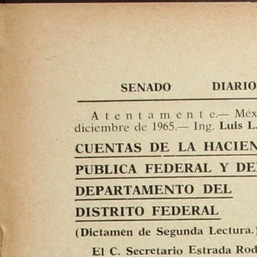 SENADO DIARIO
Atentamente.— Méx
diciembre de 1965.— Ing. Luis L.
CUENTAS DE LA HACIEN
PUBLICA FEDERAL Y DE
DEPARTAMENTO DEL
DISTRITO FEDERAL
(Dictamen de Segunda Lectura.)
El C. Secretario Estrada Rod